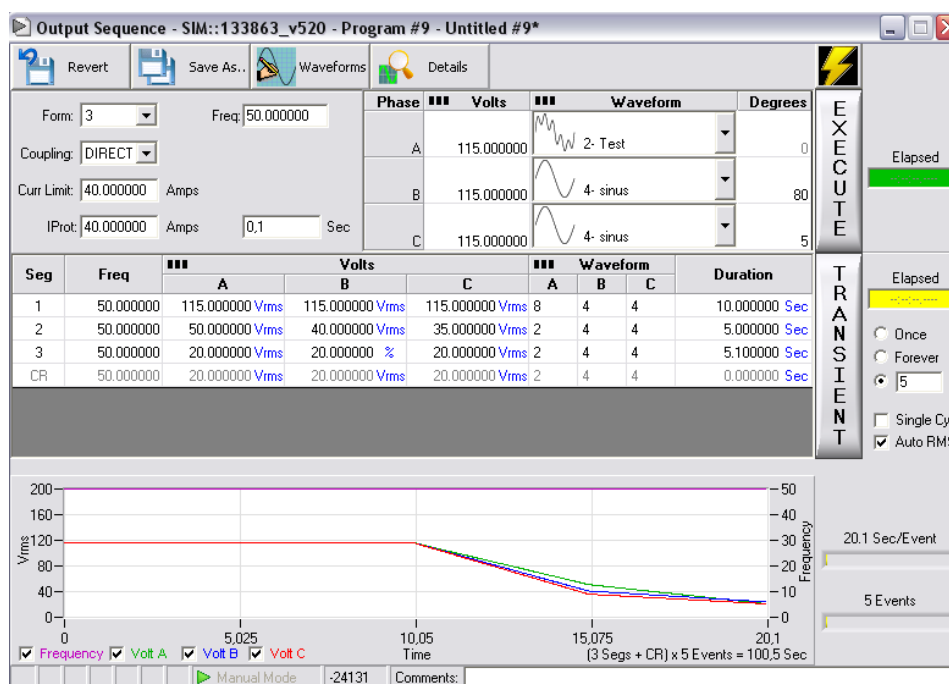 Output Sequence - SIM::133863_v520 - Program #9 - Untitled #9*
Revert Save As.. Waveforms Details
Form: 3 Freq: 50.000000
Coupling: DIRECT
Curr Limit: 40.000000 Amps
IProt: 40.000000 Amps 0,1 Sec
Phase Volts Waveform Degrees
A 115.000000 2- Test 0
B 115.000000 4- sinus 80
C 115.000000 4- sinus 5
EXECUTE
Elapsed
Seg Freq Volts Waveform Duration
A B C A B C
1 50.000000 115.000000 Vrms 115.000000 Vrms 115.000000 Vrms 8 4 4 10.000000 Sec
2 50.000000 50.000000 Vrms 40.000000 Vrms 35.000000 Vrms 2 4 4 5.000000 Sec
3 50.000000 20.000000 Vrms 20.000000 % 20.000000 Vrms 2 4 4 5.100000 Sec
CR 50.000000 20.000000 Vrms 20.000000 Vrms 20.000000 Vrms 2 4 4 0.000000 Sec
TRANSIENT
Elapsed
--:--:--.----
Once
Forever
5
Single Cy
Auto RMS
200 50
160 40
120 30
80 20
40 10
0 0
Vrms
Frequency
0 5,025 10,05 15,075 20,1
Frequency Volt A Volt B Volt C Time (3 Segs + CR) x 5 Events = 100,5 Sec
20.1 Sec/Event
5 Events
Manual Mode -24131 Comments: